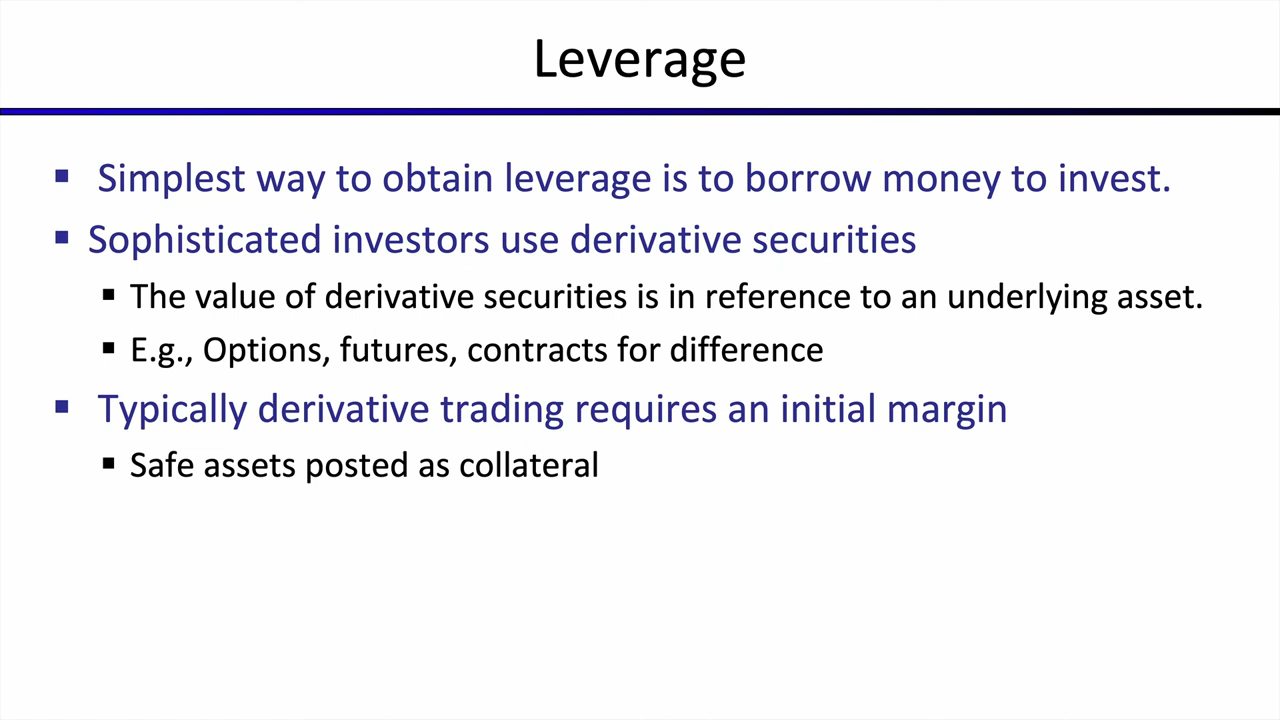 Leverage
▪ Simplest way to obtain leverage is to borrow money to invest.
▪ Sophisticated investors use derivative securities
▪ The value of derivative securities is in reference to an underlying asset.
▪ E.g., Options, futures, contracts for difference
▪ Typically derivative trading requires an initial margin
▪ Safe assets posted as collateral